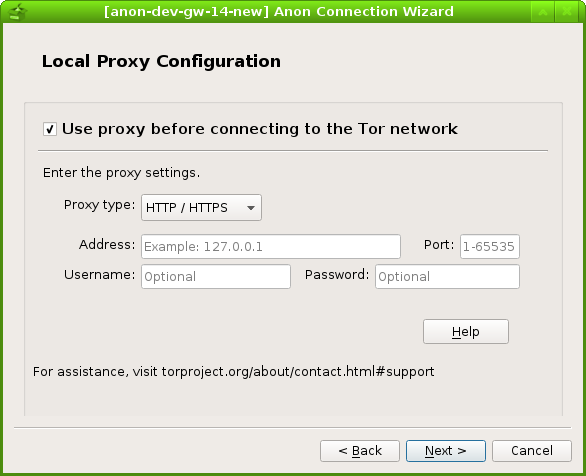 [anon-dev-gw-14-new] Anon Connection Wizard
Local Proxy Configuration
Use proxy before connecting to the Tor network
Enter the proxy settings.
Proxy type: HTTP / HTTPS
Address: Example: 127.0.0.1 Port: 1-65535
Username: Optional Password: Optional
Help
For assistance, visit torproject.org/about/contact.html#support
< Back Next > Cancel